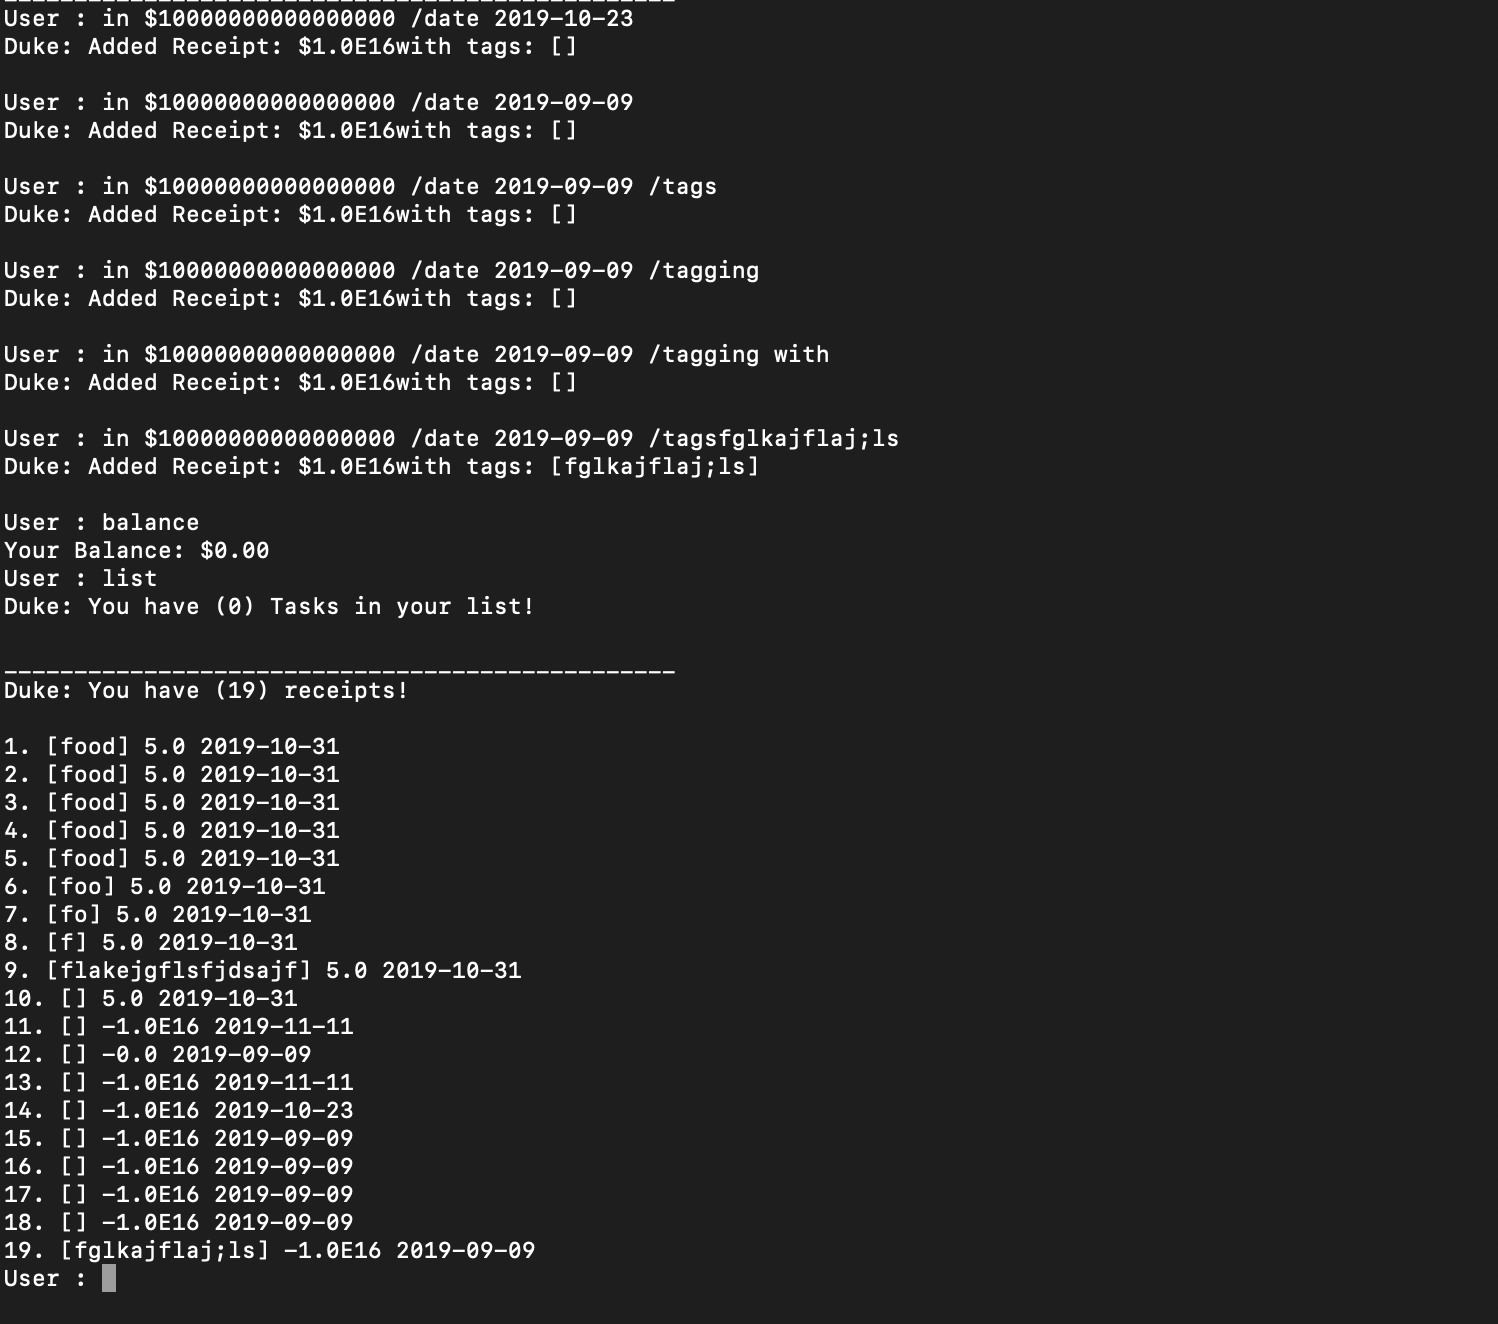 User : in $10000000000000000 /date 2019-10-23
Duke: Added Receipt: $1.0E16with tags: []
User : in $10000000000000000 /date 2019-09-09
Duke: Added Receipt: $1.0E16with tags: []
User : in $10000000000000000 /date 2019-09-09 /tags
Duke: Added Receipt: $1.0E16with tags: []
User : in $10000000000000000 /date 2019-09-09 /tagging
Duke: Added Receipt: $1.0E16with tags: []
User : in $10000000000000000 /date 2019-09-09 /tagging with
Duke: Added Receipt: $1.0E16with tags: []
User : in $10000000000000000 /date 2019-09-09 /tagsfglkajflaj;ls
Duke: Added Receipt: $1.0E16with tags: [fglkajflaj;ls]
User : balance
Your Balance: $0.00
User : list
Duke: You have (0) Tasks in your list!
________________________________________________
Duke: You have (19) receipts!
1. [food] 5.0 2019-10-31
2. [food] 5.0 2019-10-31
3. [food] 5.0 2019-10-31
4. [food] 5.0 2019-10-31
5. [food] 5.0 2019-10-31
6. [foo] 5.0 2019-10-31
7. [fo] 5.0 2019-10-31
8. [f] 5.0 2019-10-31
9. [flakejgflsfjdsajf] 5.0 2019-10-31
10. [] 5.0 2019-10-31
11. [] -1.0E16 2019-11-11
12. [] -0.0 2019-09-09
13. [] -1.0E16 2019-11-11
14. [] -1.0E16 2019-10-23
15. [] -1.0E16 2019-09-09
16. [] -1.0E16 2019-09-09
17. [] -1.0E16 2019-09-09
18. [] -1.0E16 2019-09-09
19. [fglkajflaj;ls] -1.0E16 2019-09-09
User :